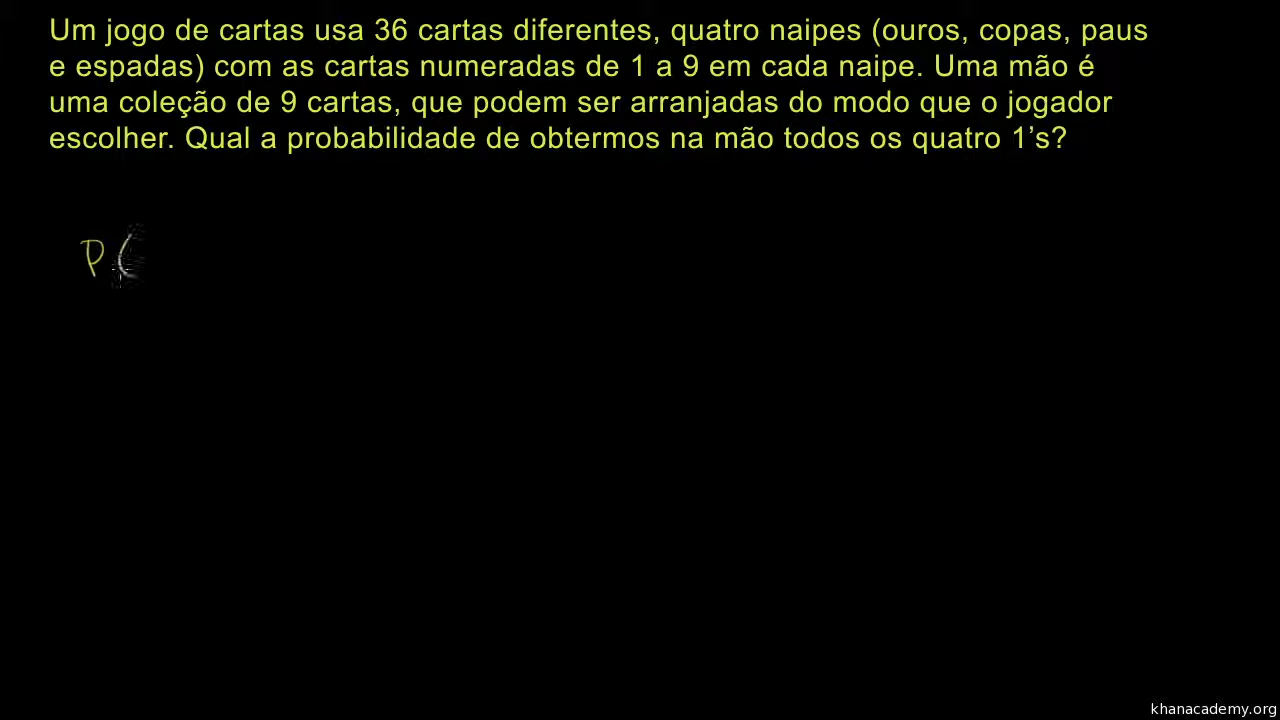 Um jogo de cartas usa 36 cartas diferentes, quatro naipes (ouros, copas, paus
e espadas) com as cartas numeradas de 1 a 9 em cada naipe. Uma mão é
uma coleção de 9 cartas, que podem ser arranjadas do modo que o jogador
escolher. Qual a probabilidade de obtermos na mão todos os quatro 1’s?
P(
khanacademy.org